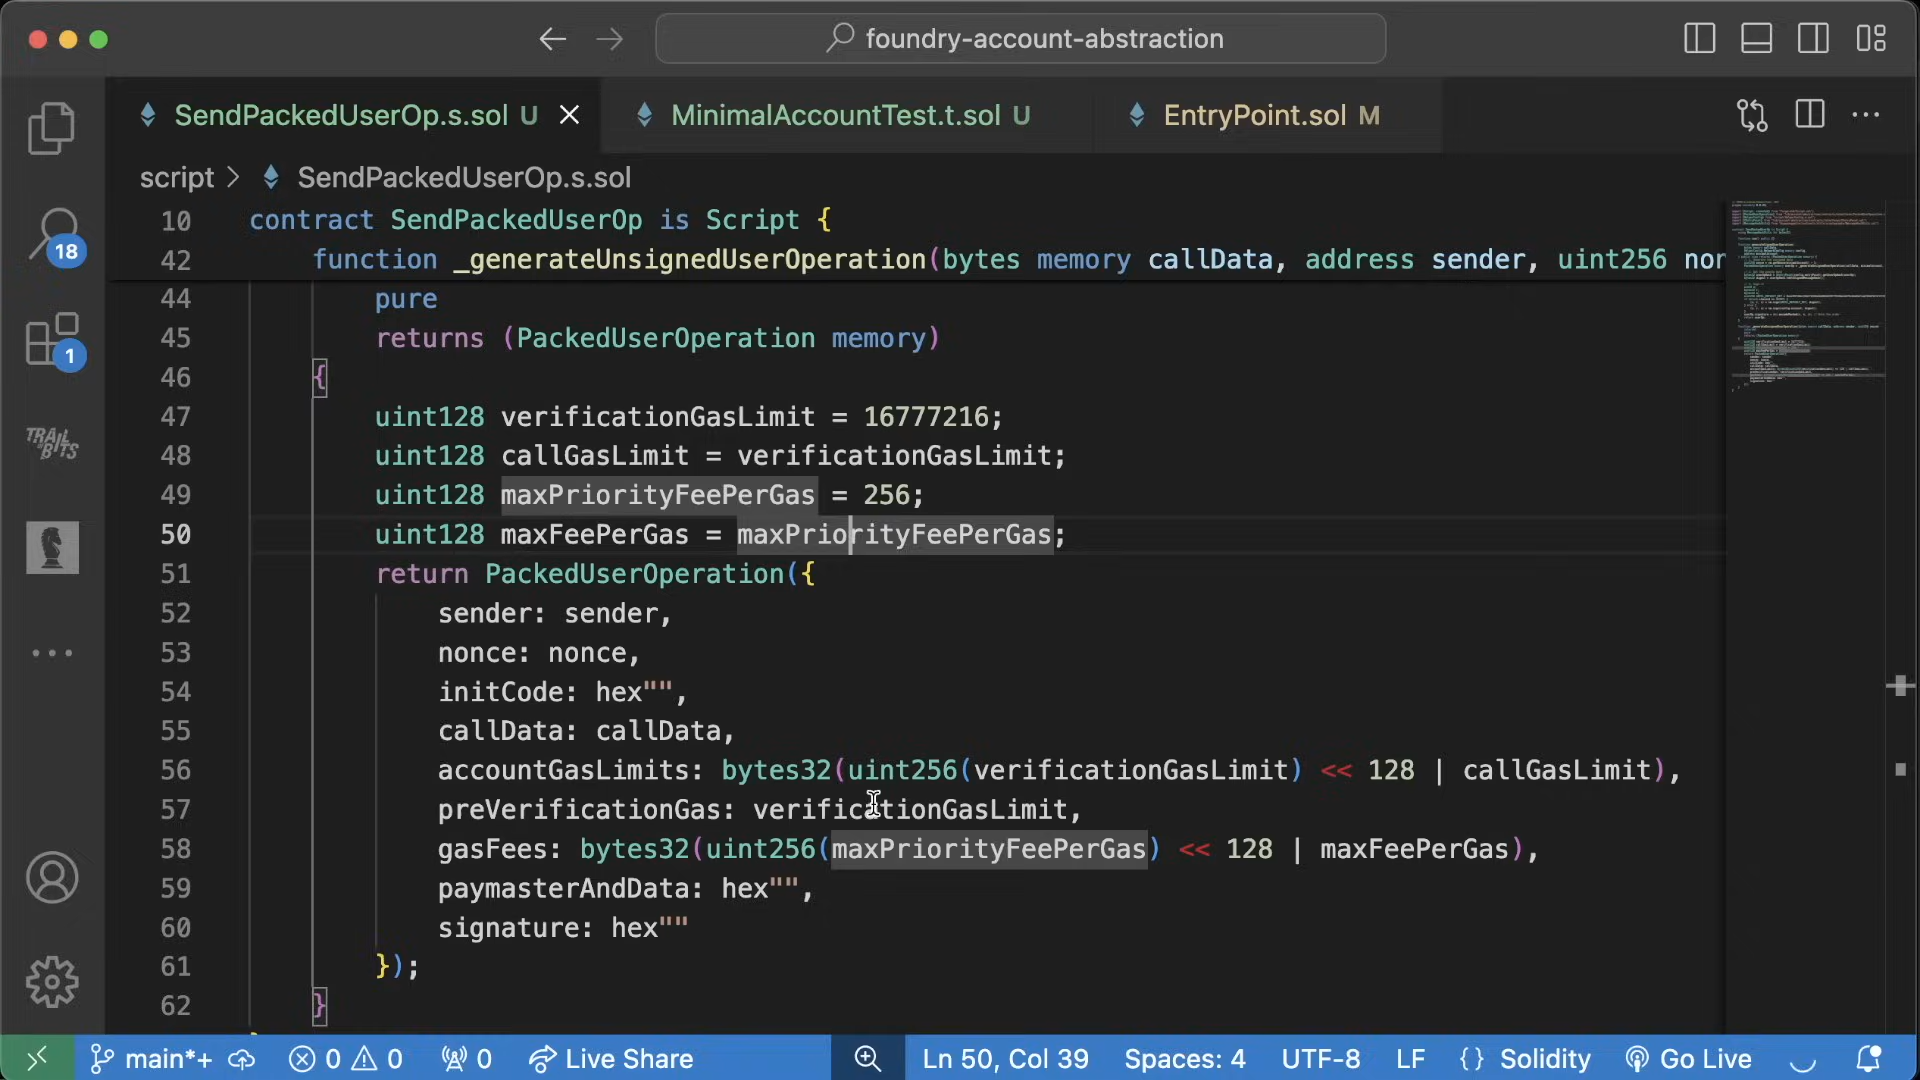 foundry-account-abstraction
SendPackedUserOp.s.sol U
MinimalAccountTest.t.sol U
EntryPoint.sol M
script > SendPackedUserOp.s.sol
10 contract SendPackedUserOp is Script {
42 function _generateUnsignedUserOperation(bytes memory callData, address sender, uint256 non
44 pure
45 returns (PackedUserOperation memory)
46 {
47 uint128 verificationGasLimit = 16777216;
48 uint128 callGasLimit = verificationGasLimit;
49 uint128 maxPriorityFeePerGas = 256;
50 uint128 maxFeePerGas = maxPriorityFeePerGas;
51 return PackedUserOperation({
52 sender: sender,
53 nonce: nonce,
54 initCode: hex"",
55 callData: callData,
56 accountGasLimits: bytes32(uint256(verificationGasLimit) << 128 | callGasLimit),
57 preVerificationGas: verificationGasLimit,
58 gasFees: bytes32(uint256(maxPriorityFeePerGas) << 128 | maxFeePerGas),
59 paymasterAndData: hex"",
60 signature: hex""
61 });
62 }
18
1
TRAIL OF BITS
main*+ 0 0 0 Live Share Ln 50, Col 39 Spaces: 4 UTF-8 LF {} Solidity Go Live